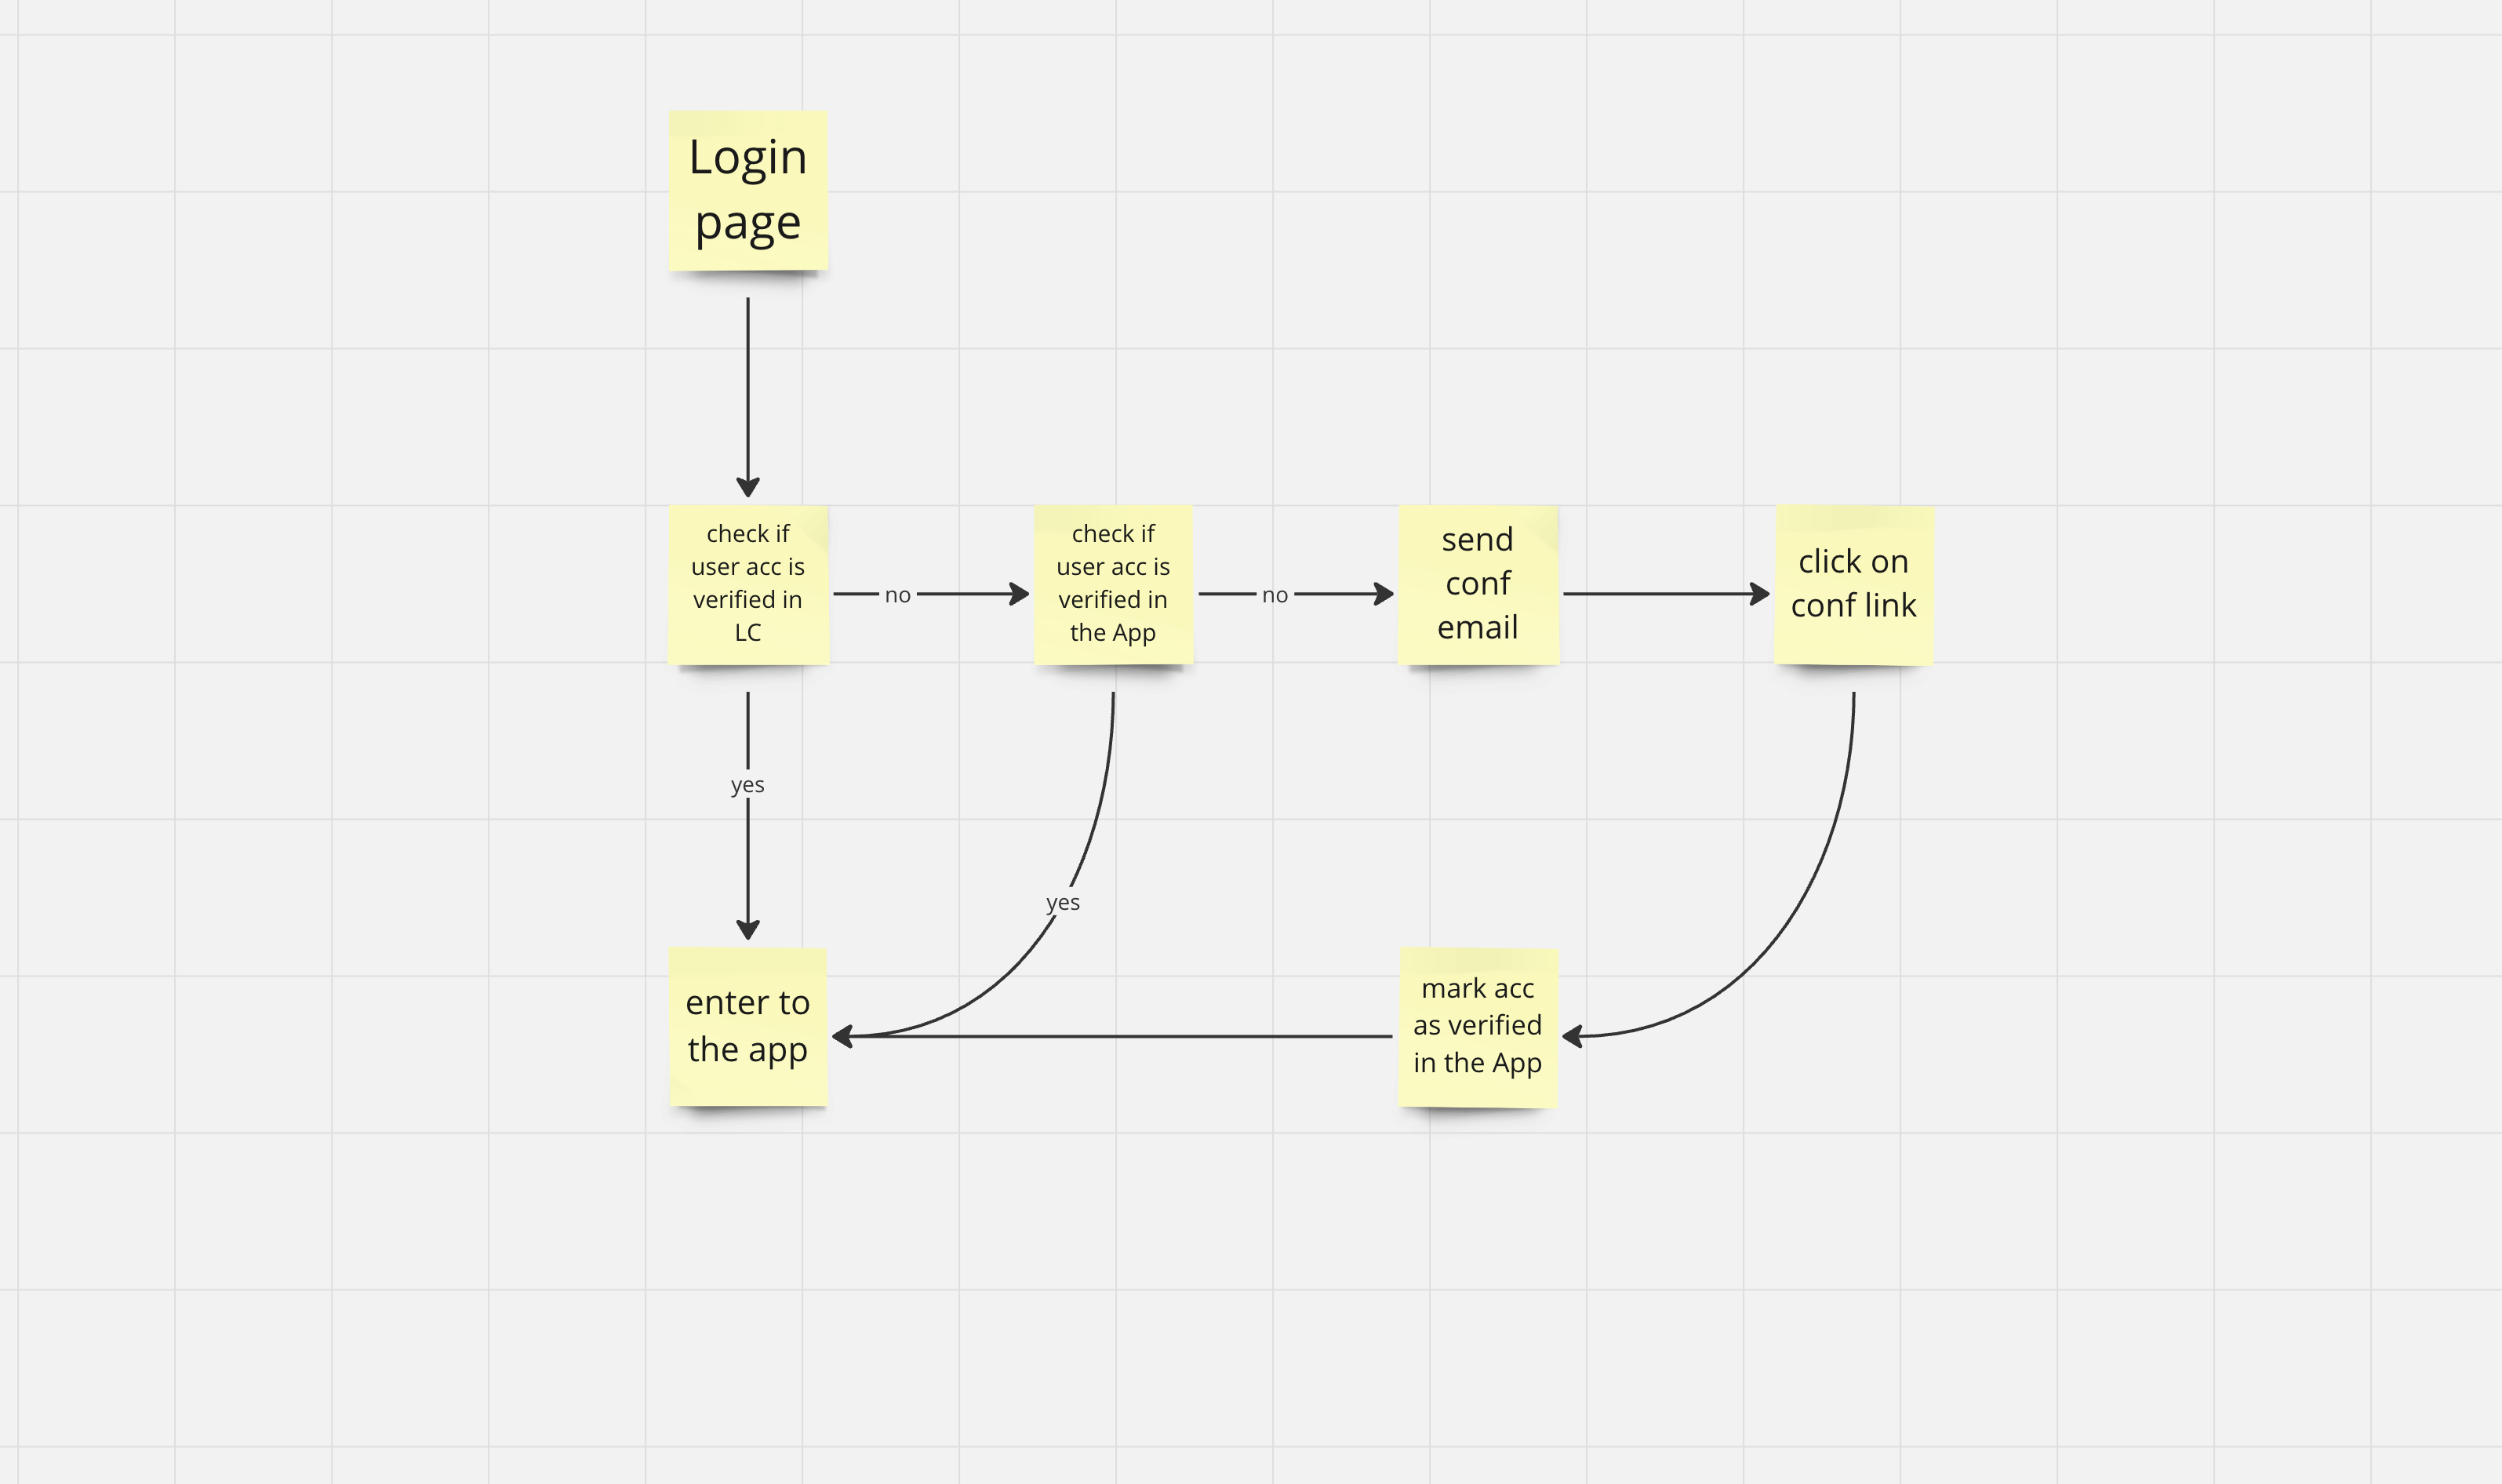 Login
page
check if
user acc is
verified in
LC
no
check if
user acc is
verified in
the App
no
send
conf
email
click on
conf link
yes
yes
enter to
the app
mark acc
as verified
in the App